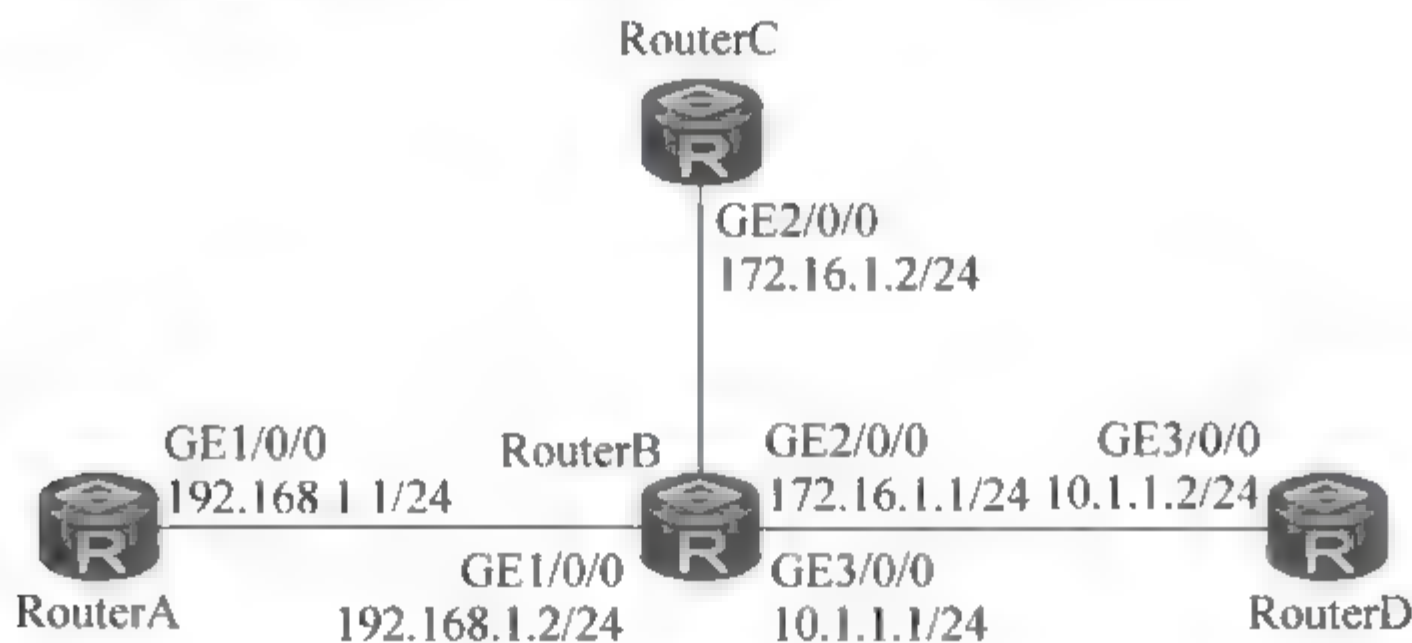 RouterC
R
GE2/0/0
172.16.1.2/24
GE1/0/0
192.168 1 1/24
RouterB
GE2/0/0
172.16.1.1/24
GE3/0/0
10.1.1.2/24
R
R
R
RouterA
GE1/0/0
192.168.1.2/24
GE3/0/0
10.1.1.1/24
RouterD